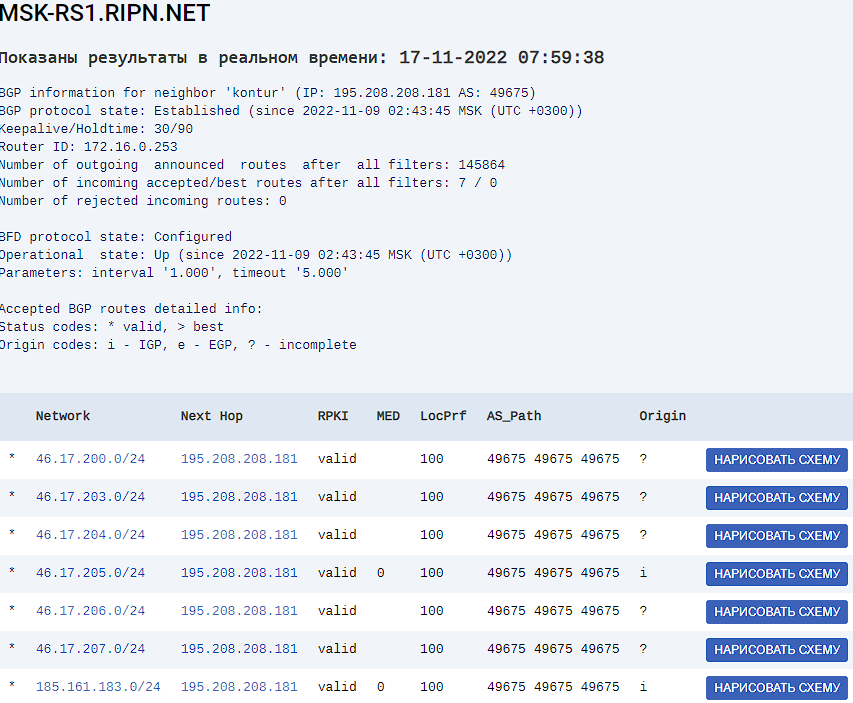 MSK-RS1.RIPN.NET
Показаны результаты в реальном времени: 17-11-2022 07:59:38
BGP information for neighbor 'kontur' (IP: 195.208.208.181 AS: 49675)
BGP protocol state: Established (since 2022-11-09 02:43:45 MSK (UTC +0300))
Keepalive/Holdtime: 30/90
Router ID: 172.16.0.253
Number of outgoing  announced  routes  after  all filters: 145864
Number of incoming accepted/best routes after all filters: 7 / 0
Number of rejected incoming routes: 0
BFD protocol state: Configured
Operational  state: Up (since 2022-11-09 02:43:45 MSK (UTC +0300))
Parameters: interval '1.000', timeout '5.000'
Accepted BGP routes detailed info:
Status codes: * valid, > best
Origin codes: i - IGP, e - EGP, ? - incomplete
Network Next Hop RPKI MED LocPrf AS_Path Origin
* 46.17.200.0/24 195.208.208.181 valid 100 49675 49675 49675 ? НАРИСОВАТЬ СХЕМУ
* 46.17.203.0/24 195.208.208.181 valid 100 49675 49675 49675 ? НАРИСОВАТЬ СХЕМУ
* 46.17.204.0/24 195.208.208.181 valid 100 49675 49675 49675 ? НАРИСОВАТЬ СХЕМУ
* 46.17.205.0/24 195.208.208.181 valid 0 100 49675 49675 49675 i НАРИСОВАТЬ СХЕМУ
* 46.17.206.0/24 195.208.208.181 valid 100 49675 49675 49675 ? НАРИСОВАТЬ СХЕМУ
* 46.17.207.0/24 195.208.208.181 valid 100 49675 49675 49675 ? НАРИСОВАТЬ СХЕМУ
* 185.161.183.0/24 195.208.208.181 valid 0 100 49675 49675 49675 i НАРИСОВАТЬ СХЕМУ